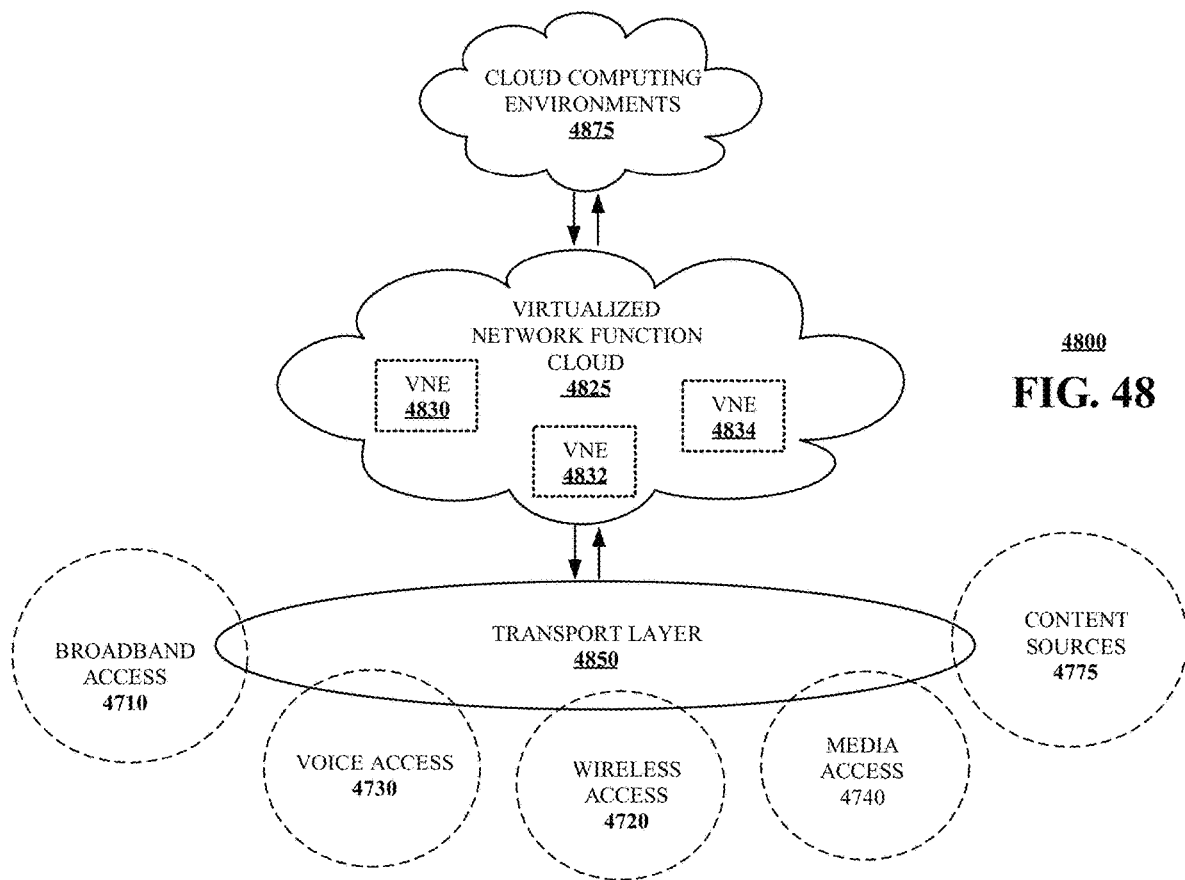 CLOUD COMPUTING
ENVIRONMENTS
4875
VIRTUALIZED
NETWORK FUNCTION
CLOUD
4825
VNE
4830
VNE
4832
VNE
4834
4800
FIG. 48
TRANSPORT LAYER
4850
BROADBAND
ACCESS
4710
VOICE ACCESS
4730
WIRELESS
ACCESS
4720
MEDIA
ACCESS
4740
CONTENT
SOURCES
4775